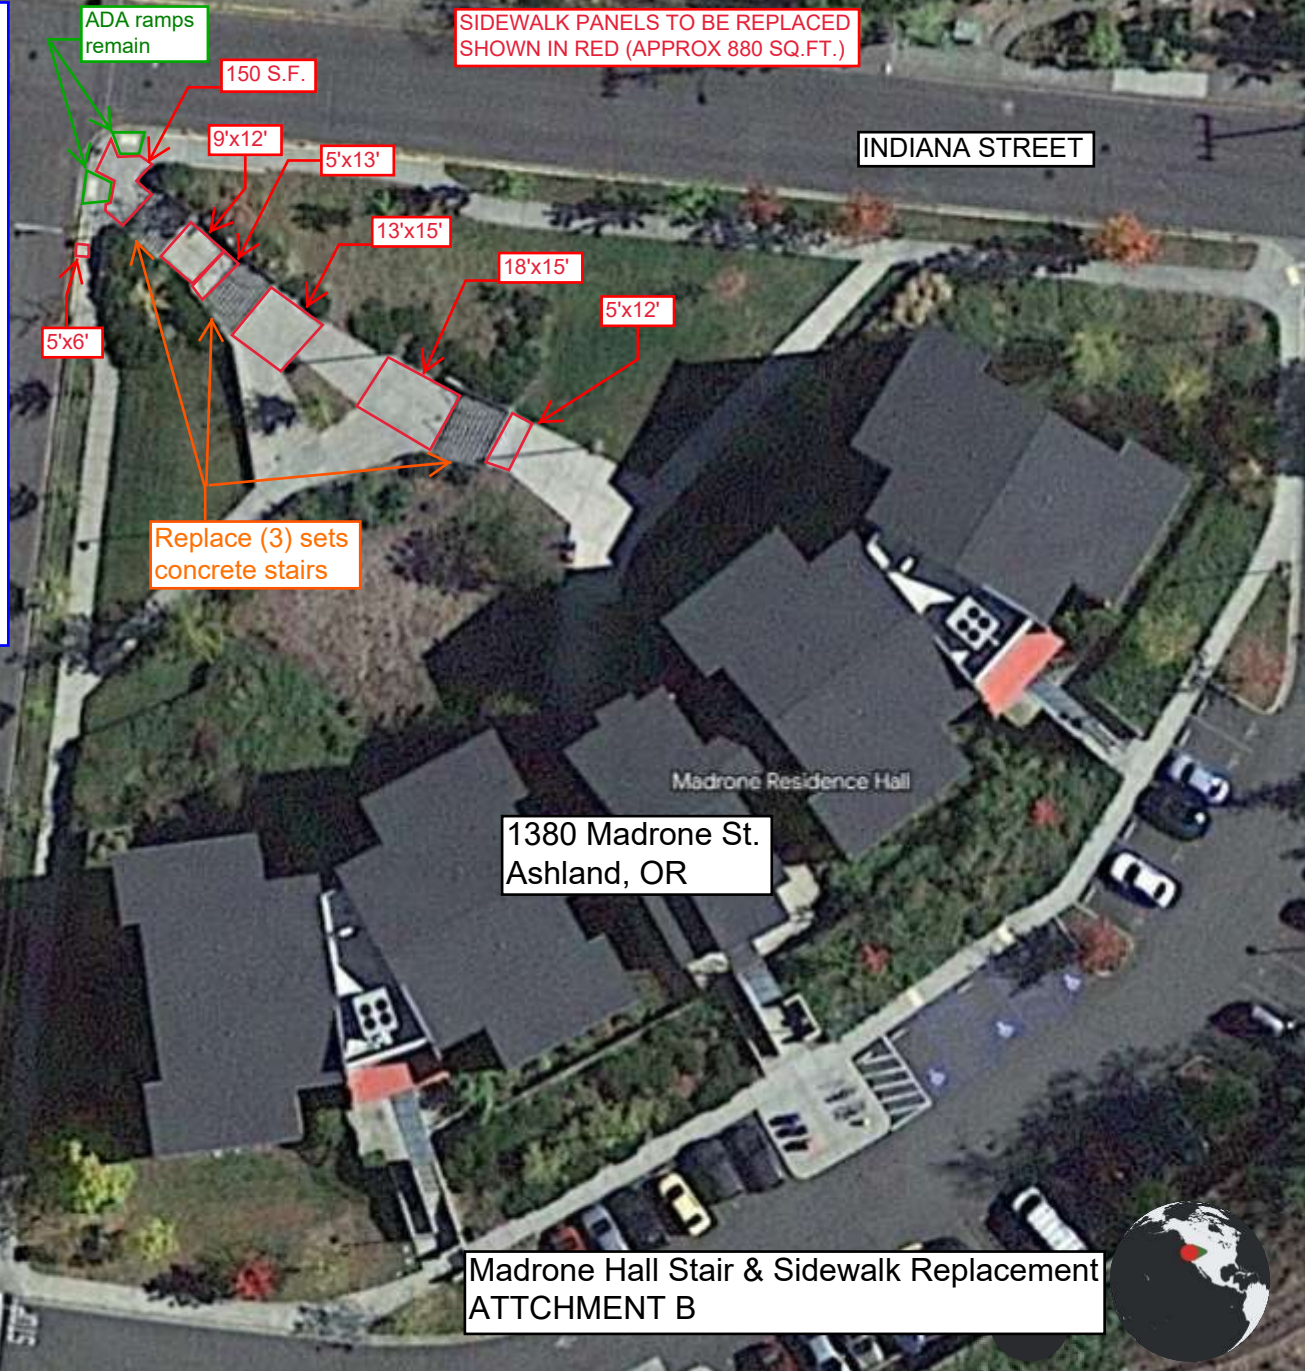 ADA ramps
remain
SIDEWALK PANELS TO BE REPLACED
SHOWN IN RED (APPROX 880 SQ.FT.)
150 S.F.
9'x12'
5'x13'
INDIANA STREET
13'x15'
18'x15'
5'x12'
5'x6'
Replace (3) sets
concrete stairs
Madrone Residence Hall
1380 Madrone St.
Ashland, OR
Madrone Hall Stair & Sidewalk Replacement
ATTCHMENT B